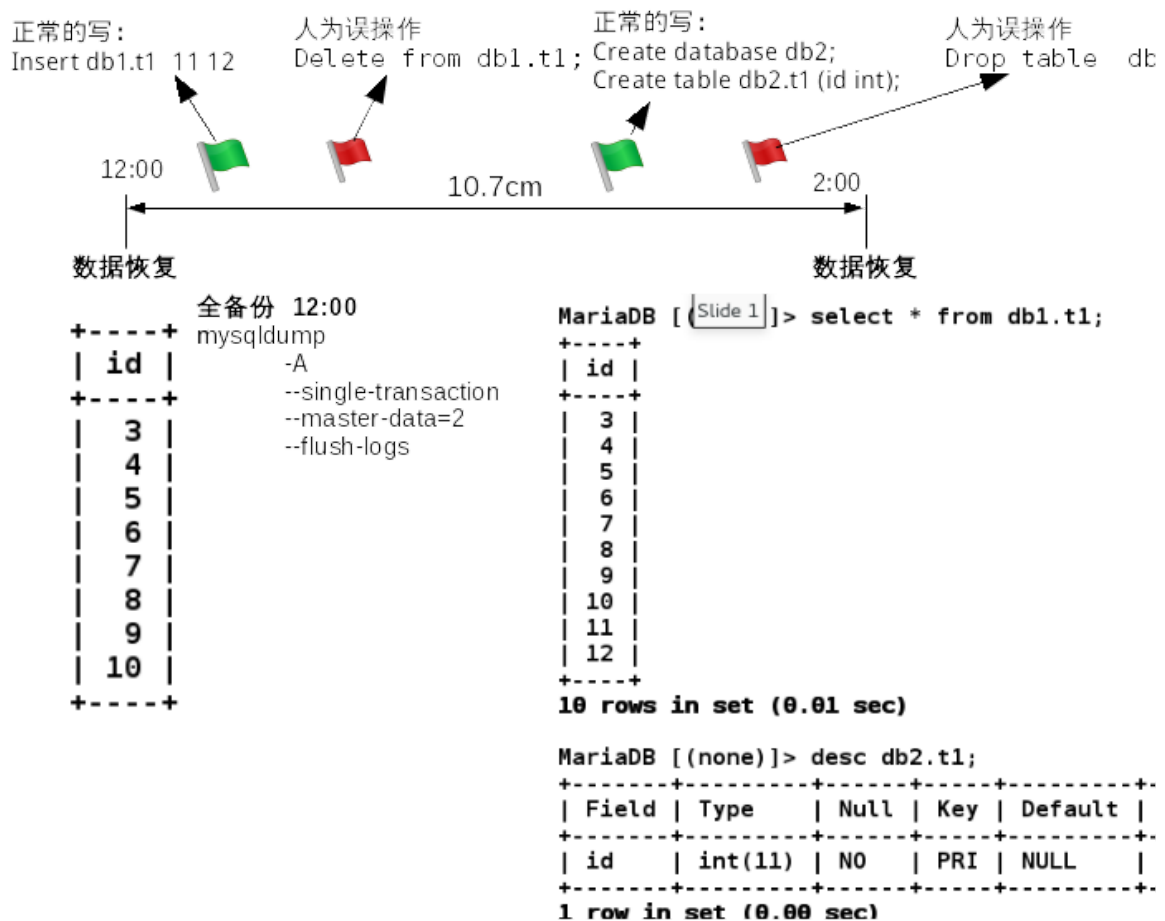 正常的写：
Insert db1.t1 11 12
人为误操作
Delete from db1.t1;
正常的写：
Create database db2;
Create table db2.t1 (id int);
人为误操作
Drop table db
12:00
10.7cm
2:00
数据恢复
数据恢复
全备份 12:00
mysqldump
-A
--single-transaction
--master-data=2
--flush-logs
+----+
| id |
+----+
| 3 |
| 4 |
| 5 |
| 6 |
| 7 |
| 8 |
| 9 |
| 10 |
+----+
MariaDB [( Slide 1 ]> select * from db1.t1;
+----+
| id |
+----+
| 3 |
| 4 |
| 5 |
| 6 |
| 7 |
| 8 |
| 9 |
| 10 |
| 11 |
| 12 |
+----+
10 rows in set (0.01 sec)
MariaDB [(none)]> desc db2.t1;
+-------+---------+------+-----+---------+-
| Field | Type | Null | Key | Default |
+-------+---------+------+-----+---------+-
| id | int(11) | NO | PRI | NULL |
+-------+---------+------+-----+---------+-
1 row in set (0.00 sec)